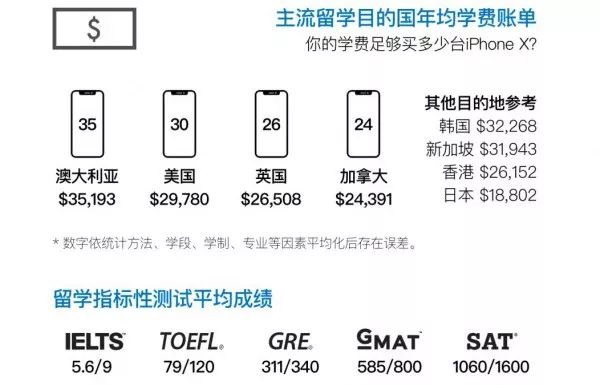 $
主流留学目的国年均学费账单
你的学费足够买多少台iPhone X?
35
30
26
24
澳大利亚
美国
英国
加拿大
$35,193
$29,780
$26,508
$24,391
其他目的地参考
韩国 $32,268
新加坡 $31,943
香港 $26,152
日本 $18,802
* 数字依统计方法、学段、学制、专业等因素平均化后存在误差。
留学指标性测试平均成绩
IELTS™
TOEFL®
GRE®
GMAT™
SAT®
5.6/9
79/120
311/340
585/800
1060/1600